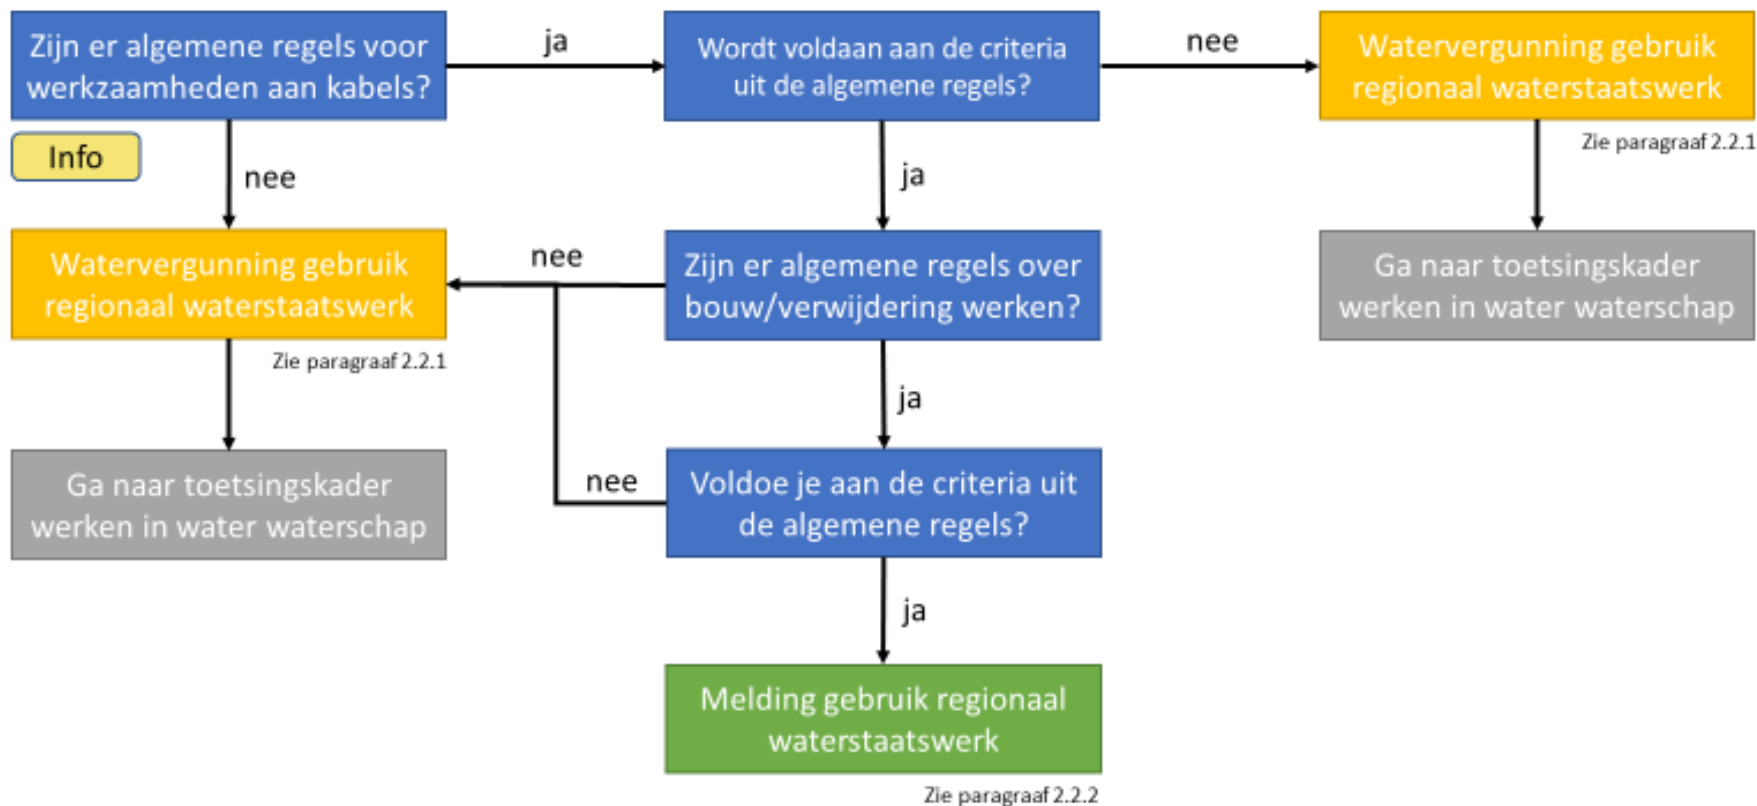 Zijn er algemene regels voor
werkzaamheden aan kabels?
ja
Wordt voldaan aan de criteria
uit de algemene regels?
nee
Watervergunning gebruik
regionaal waterstaatswerk
Zie paragraaf 2.2.1
Info
nee
ja
Watervergunning gebruik
regionaal waterstaatswerk
Zie paragraaf 2.2.1
nee
Zijn er algemene regels over
bouw/verwijdering werken?
Ga naar toetsingskader
werken in water waterschap
ja
Ga naar toetsingskader
werken in water waterschap
nee
Voldoe je aan de criteria uit
de algemene regels?
ja
Melding gebruik regionaal
waterstaatswerk
Zie paragraaf 2.2.2